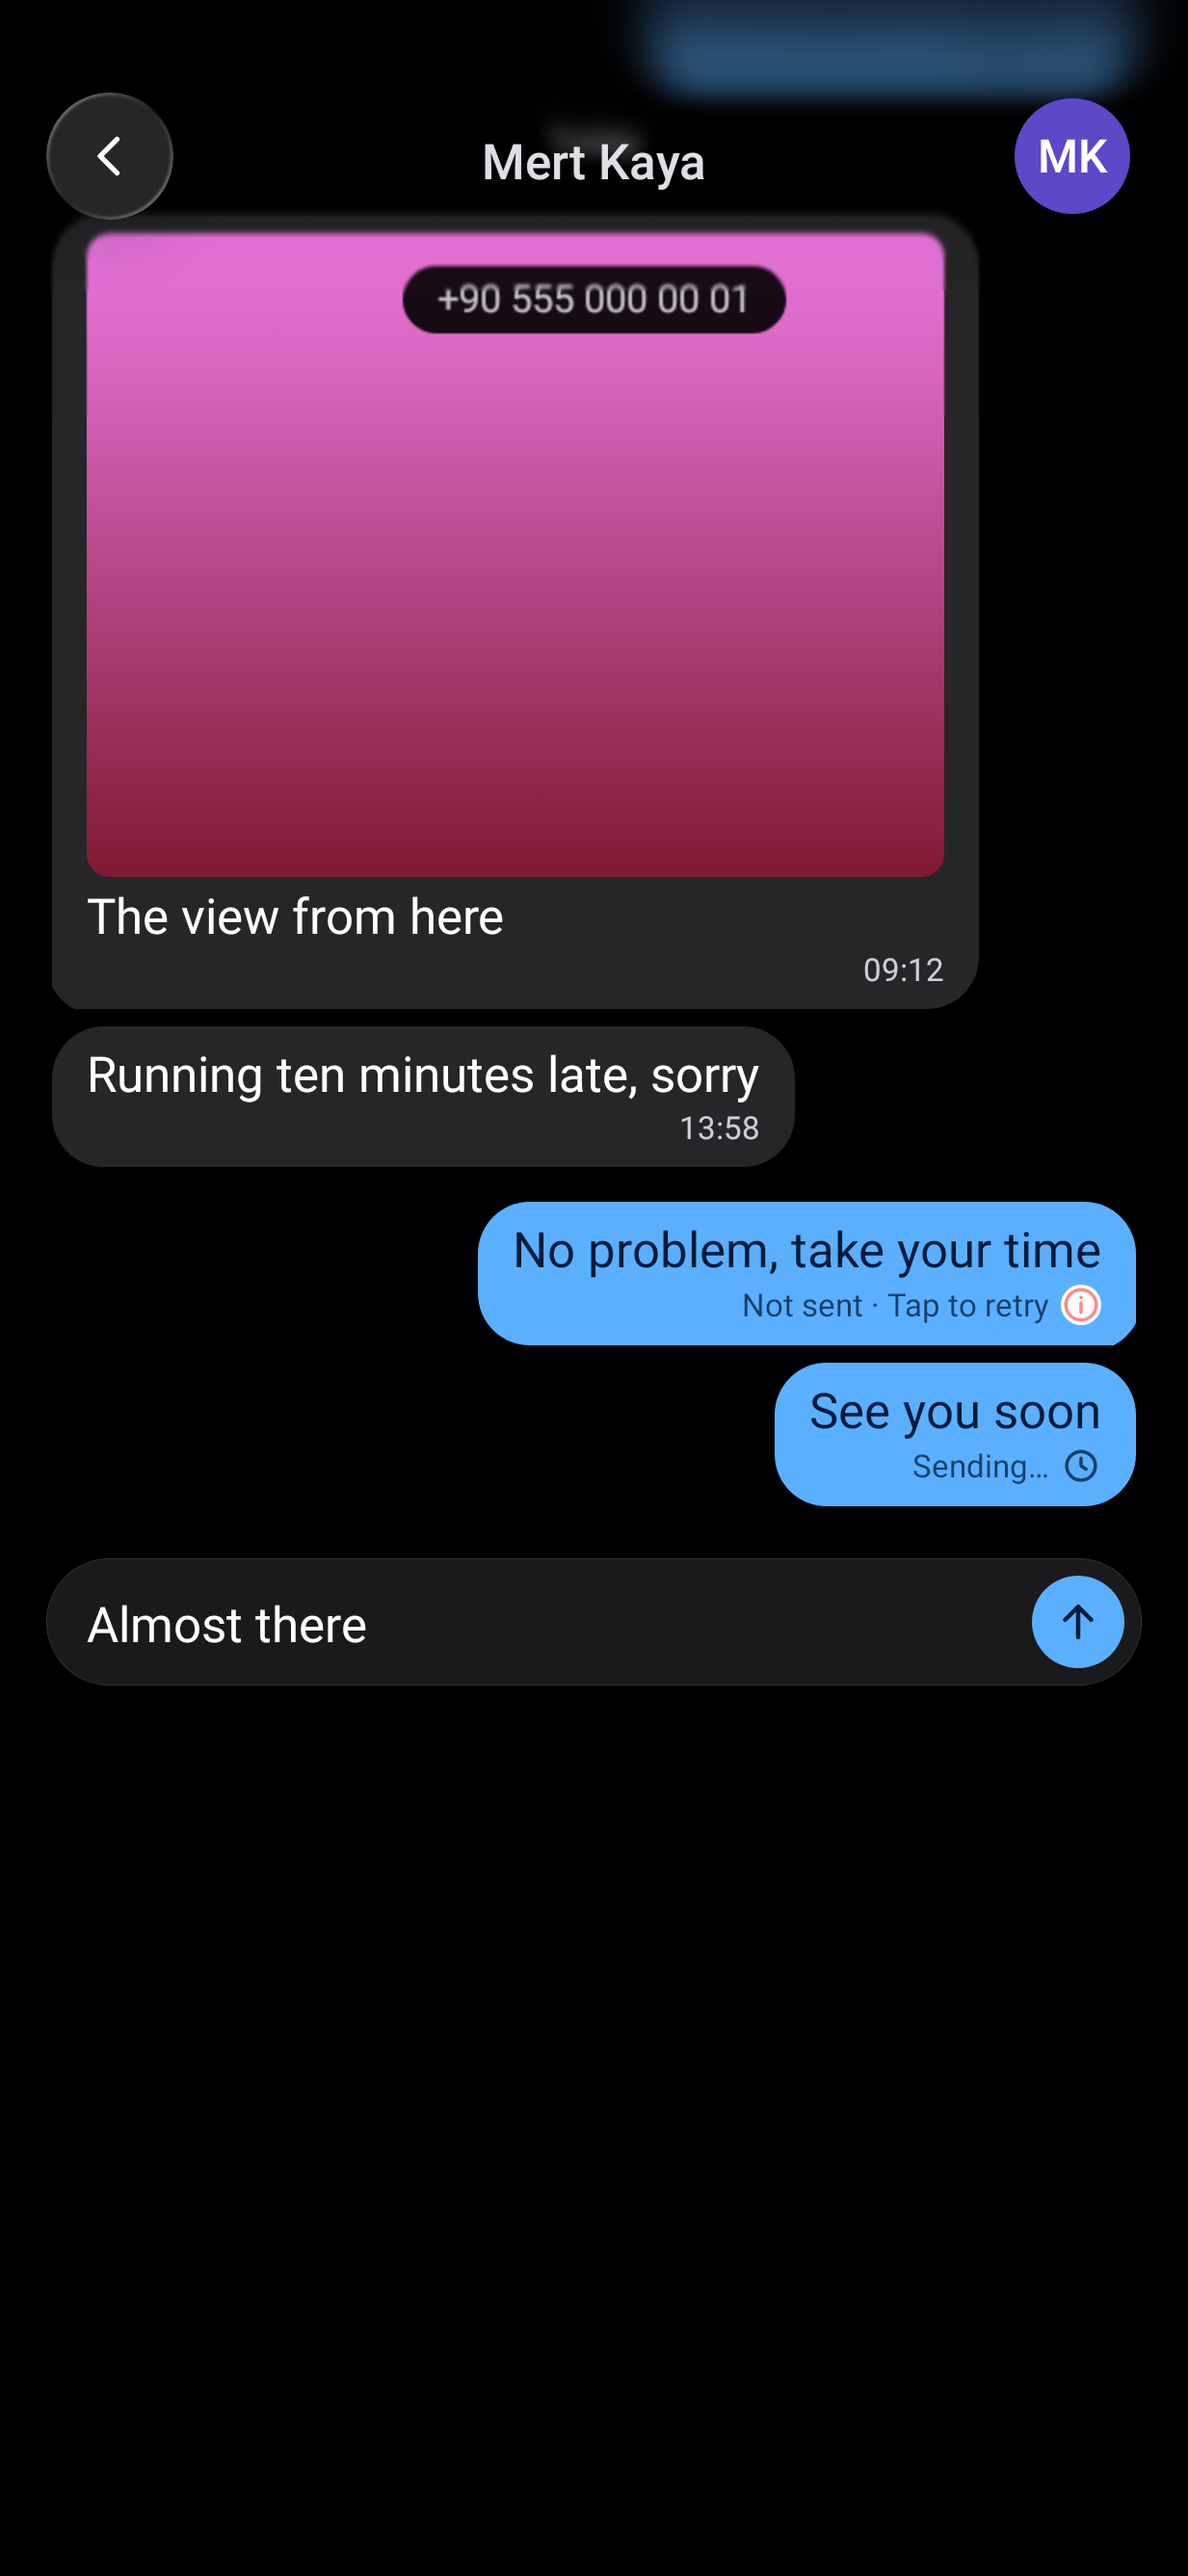 Mert Kaya
MK
+90 555 000 00 01
The view from here
09:12
Running ten minutes late, sorry
13:58
No problem, take your time
Not sent · Tap to retry
See you soon
Sending…
Almost there